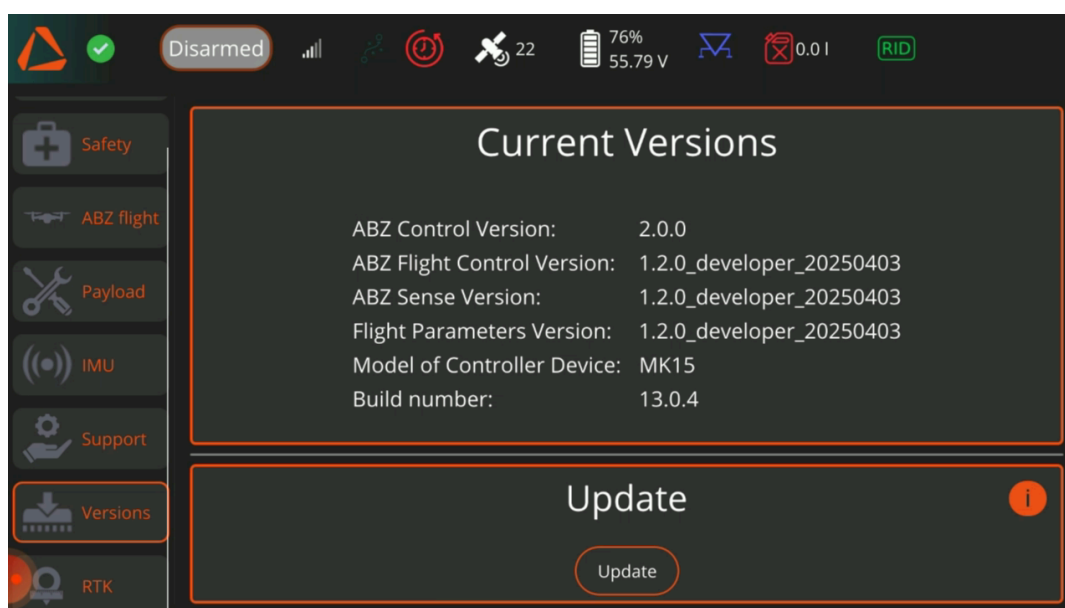 Disarmed
22
76%
55.79 V
0.0 l
RID
Safety
ABZ flight
Payload
IMU
Support
Versions
RTK
Current Versions
ABZ Control Version: 2.0.0
ABZ Flight Control Version: 1.2.0_developer_20250403
ABZ Sense Version: 1.2.0_developer_20250403
Flight Parameters Version: 1.2.0_developer_20250403
Model of Controller Device: MK15
Build number: 13.0.4
Update
i
Update